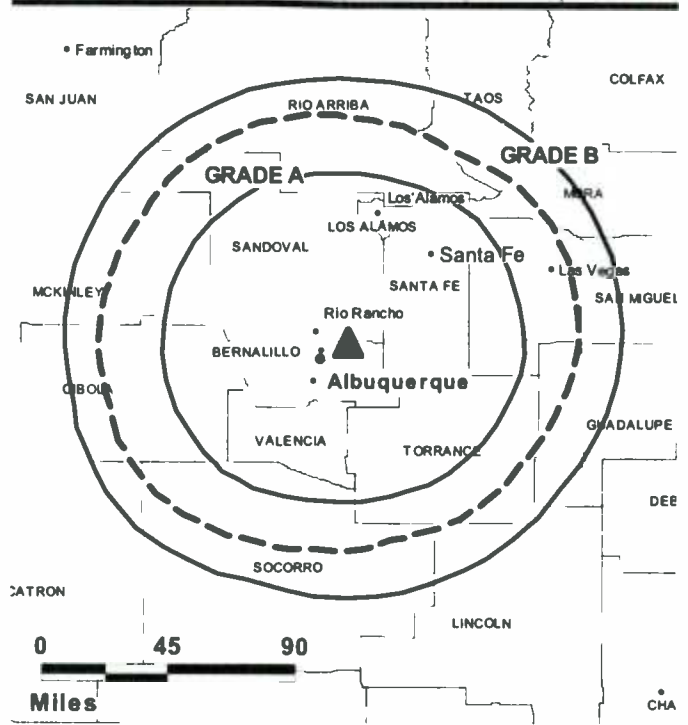 Farmington
COLFAX
SAN JUAN
RIO ARRIBA
TAOS
GRADE B
GRADE A
MORA
Los Alamos
LOS ALAMOS
SANDOVAL
Santa Fe
Las Vegas
SANTA FE
MCKINLEY
SAN MIGUEL
Rio Rancho
BERNALILLO
Albuquerque
CIBOLA
GUADALUPE
VALENCIA
TORRANCE
DEB
SOCORRO
CATRON
LINCOLN
0 45 90
Miles
CHA